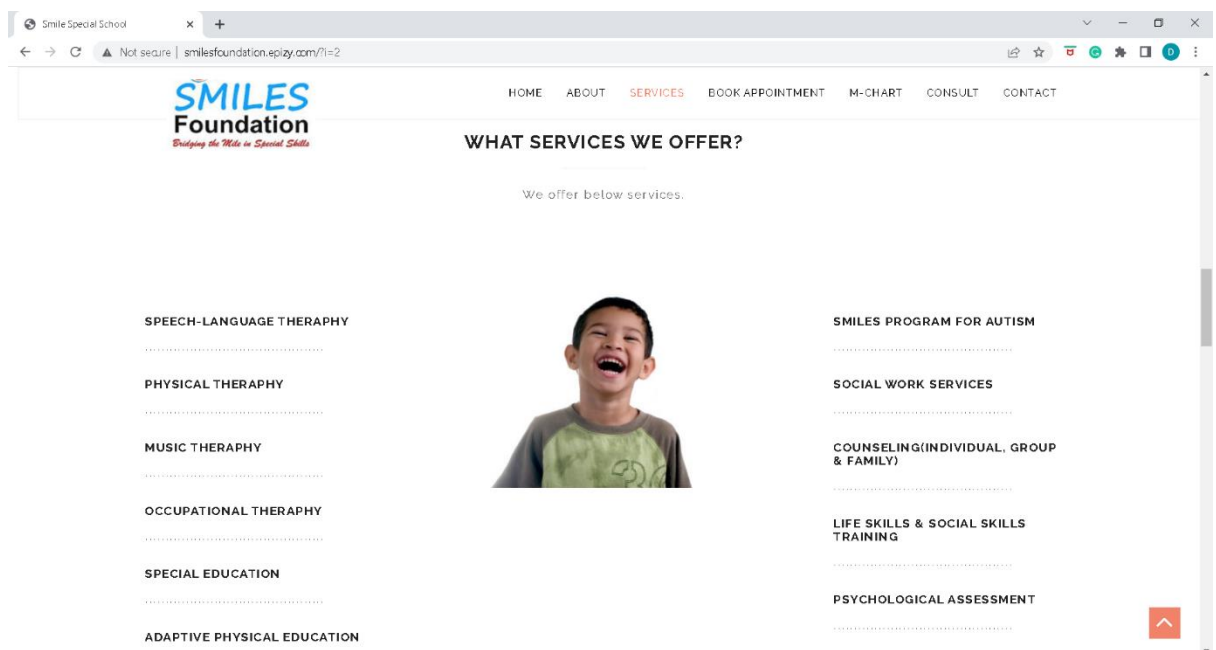 Smile Special School
Not secure | smilesfoundation.epizy.com/?i=2
SMILES
Foundation
Bridging the Mile in Special Skills
HOME ABOUT SERVICES BOOK APPOINTMENT M-CHART CONSULT CONTACT
WHAT SERVICES WE OFFER?
We offer below services.
SPEECH-LANGUAGE THERAPHY
PHYSICAL THERAPHY
MUSIC THERAPHY
OCCUPATIONAL THERAPHY
SPECIAL EDUCATION
ADAPTIVE PHYSICAL EDUCATION
SMILES PROGRAM FOR AUTISM
SOCIAL WORK SERVICES
COUNSELING(INDIVIDUAL, GROUP
& FAMILY)
LIFE SKILLS & SOCIAL SKILLS
TRAINING
PSYCHOLOGICAL ASSESSMENT